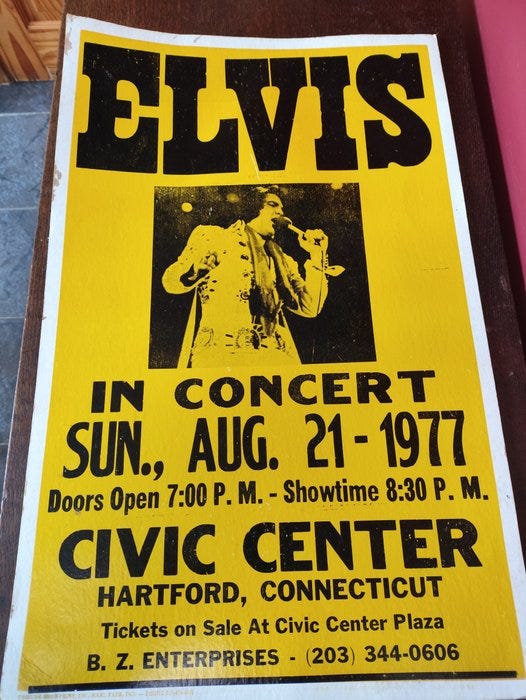 ELVIS
IN CONCERT
SUN., AUG. 21-1977
Doors Open 7:00 P. M. - Showtime 8:30 P. M.
CIVIC CENTER
HARTFORD, CONNECTICUT
Tickets on Sale At Civic Center Plaza
B. Z. ENTERPRISES - (203) 344-0606